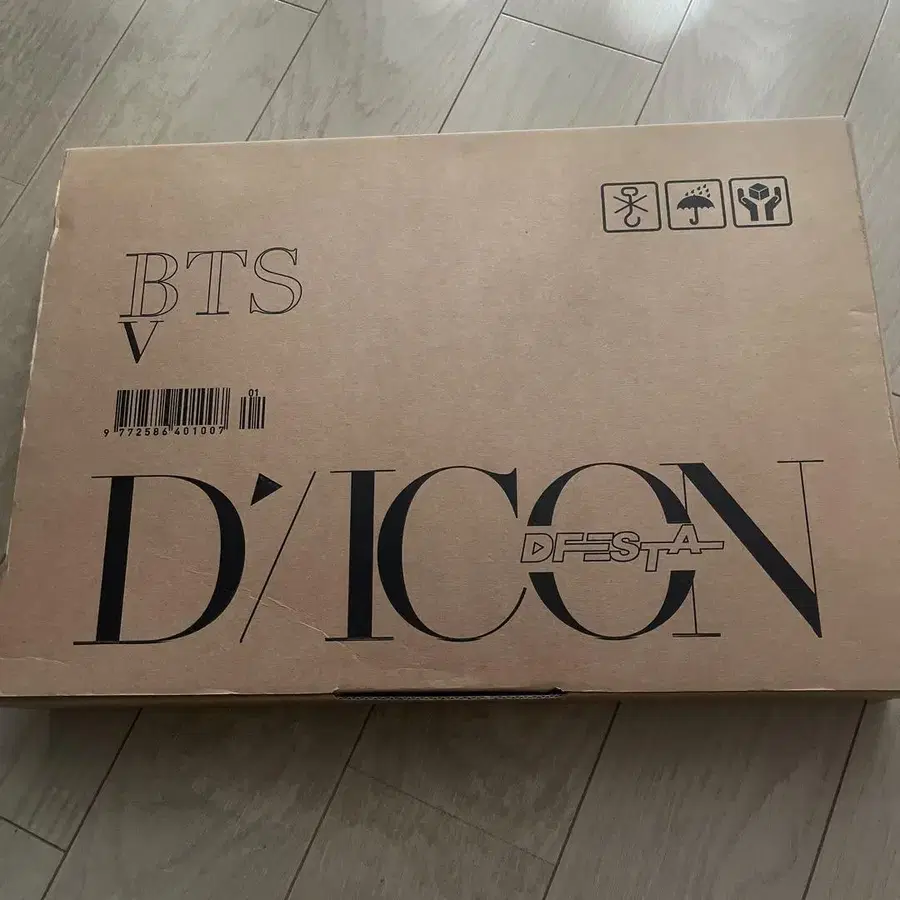 BTS
V
01
9 772586 401007
D'/ICON
DFESTA